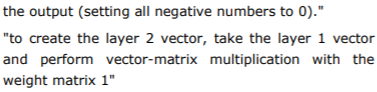 the output (setting all negative numbers to 0)."
"to create the layer 2 vector, take the layer 1 vector
and perform vector-matrix multiplication with the
weight matrix 1"